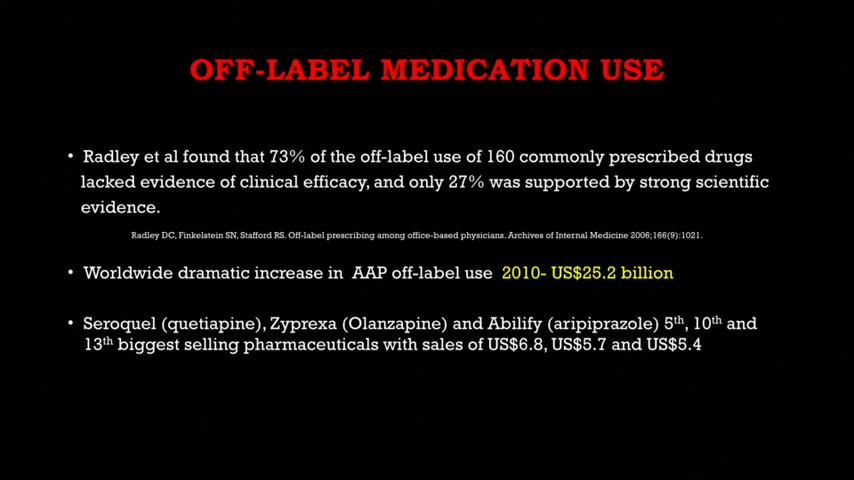 OFF-LABEL MEDICATION USE
• Radley et al found that 73% of the off-label use of 160 commonly prescribed drugs
lacked evidence of clinical efficacy, and only 27% was supported by strong scientific
evidence.
Radley DC, Finkelstein SN, Stafford RS. Off-label prescribing among office-based physicians. Archives of Internal Medicine 2006;166(9):1021.
• Worldwide dramatic increase in AAP off-label use 2010- US$25.2 billion
• Seroquel (quetiapine), Zyprexa (Olanzapine) and Abilify (aripiprazole) 5th, 10th and
13th biggest selling pharmaceuticals with sales of US$6.8, US$5.7 and US$5.4